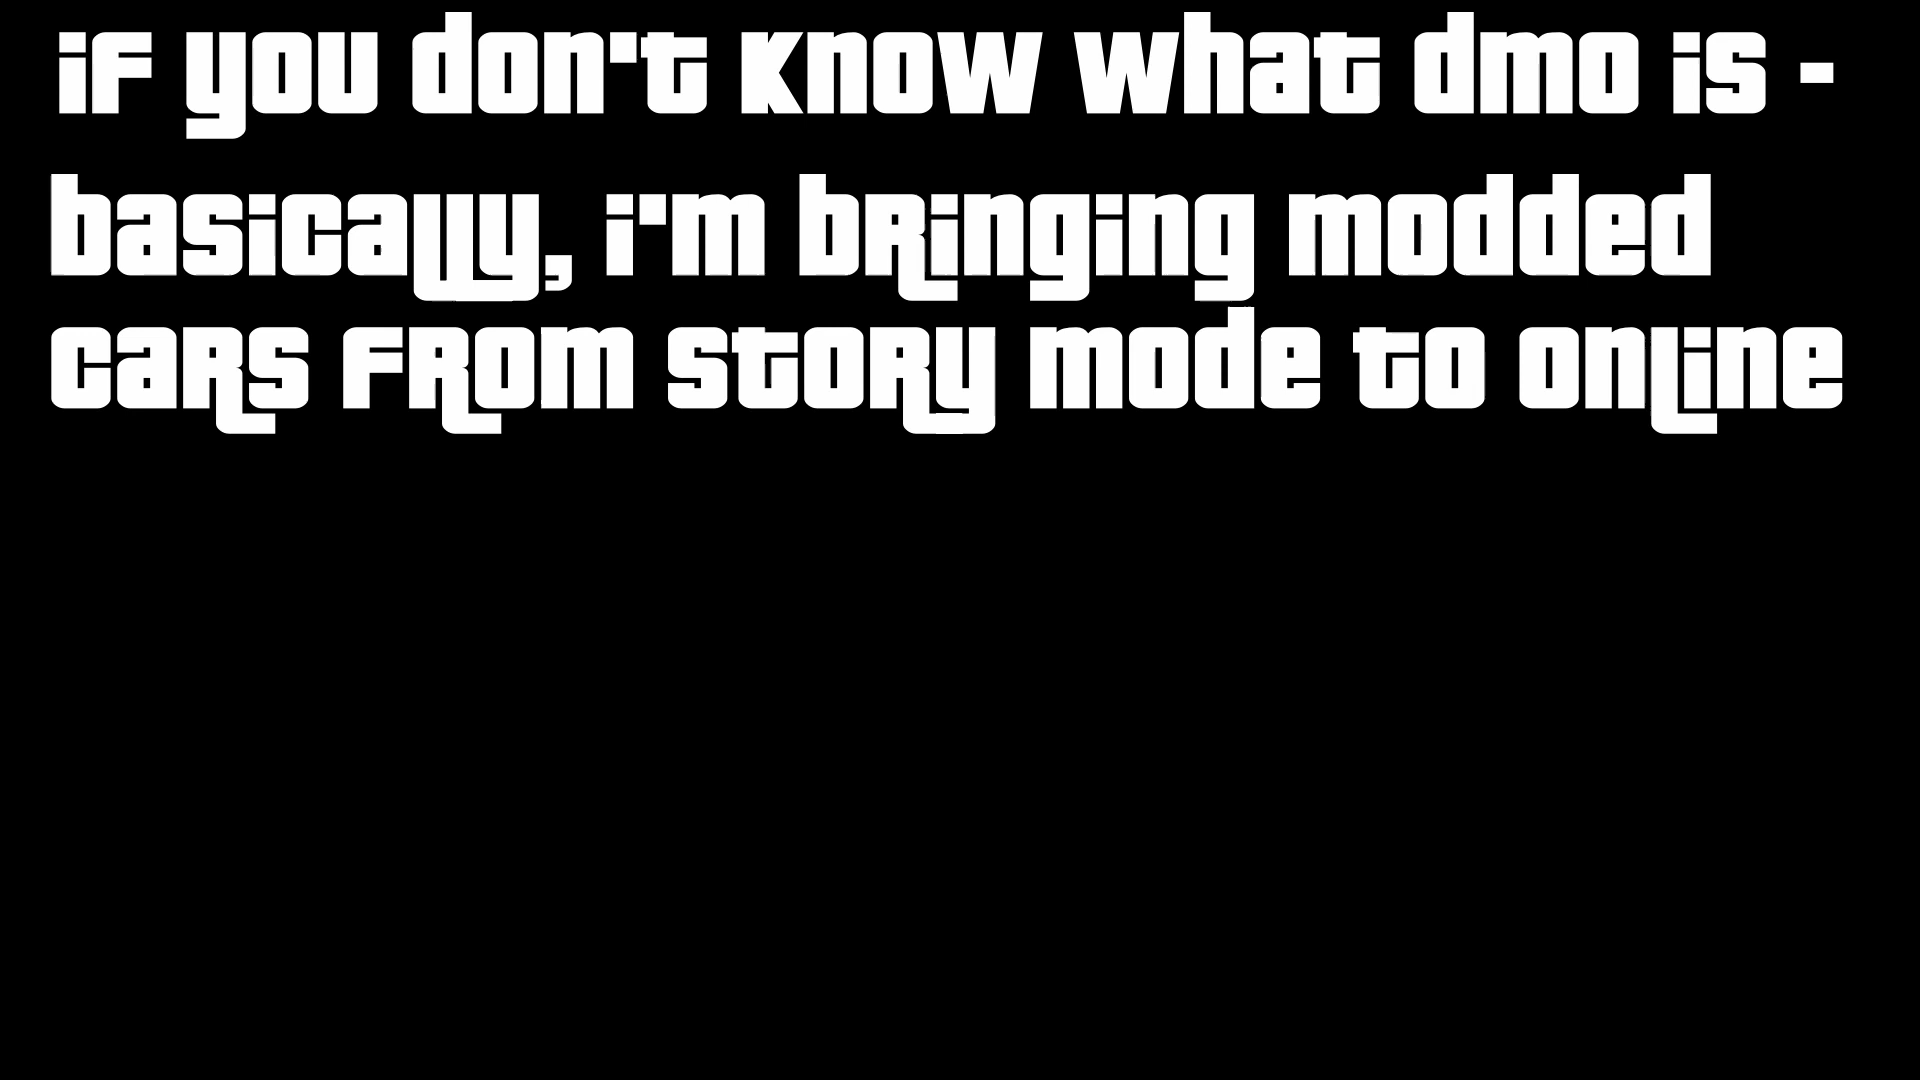 if you don't know what dmo is -
basically, i'm bringing modded
cars from story mode to online